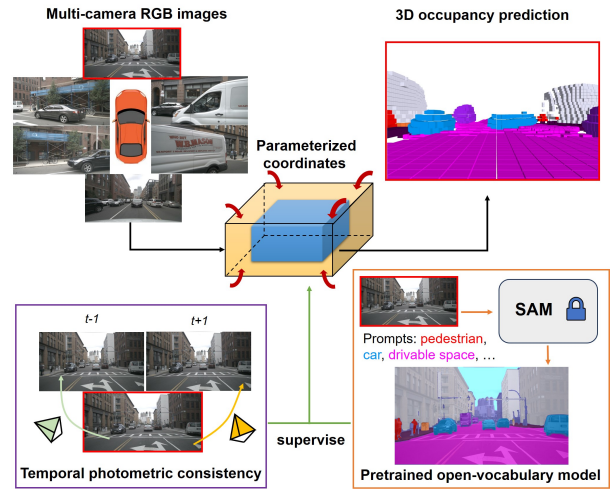 Multi-camera RGB images
3D occupancy prediction
W.B.MASON
Parameterized
coordinates
t-1
t+1
SAM
Prompts: pedestrian,
car, drivable space, …
supervise
Temporal photometric consistency
Pretrained open-vocabulary model